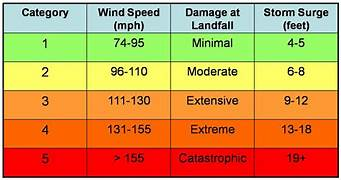 Category Wind Speed (mph) Damage at Landfall Storm Surge (feet)
1 74-95 Minimal 4-5
2 96-110 Moderate 6-8
3 111-130 Extensive 9-12
4 131-155 Extreme 13-18
5 > 155 Catastrophic 19+